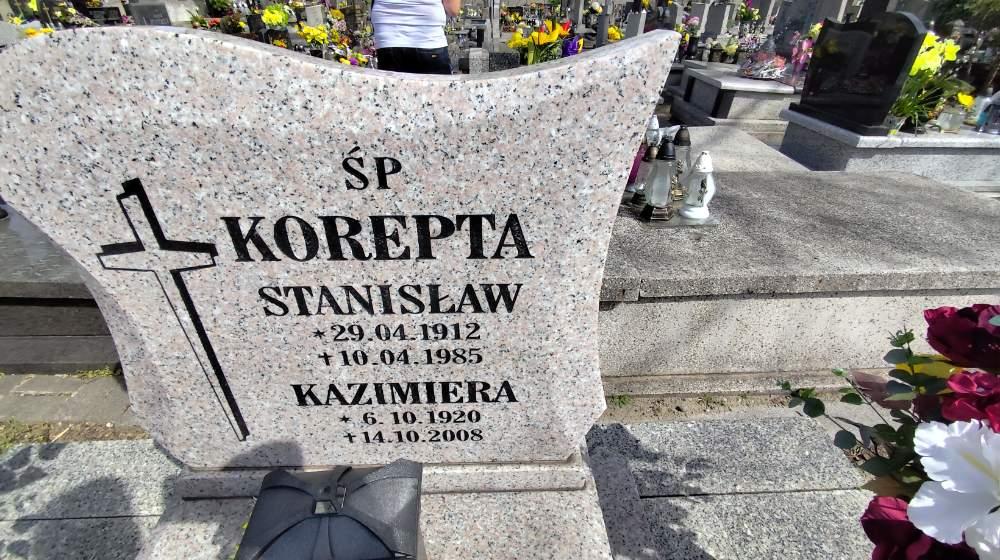 ŚP
KOREPTA
STANISŁAW
* 29.04.1912
† 10.04.1985
KAZIMIERA
* 6.10.1920
† 14.10.2008